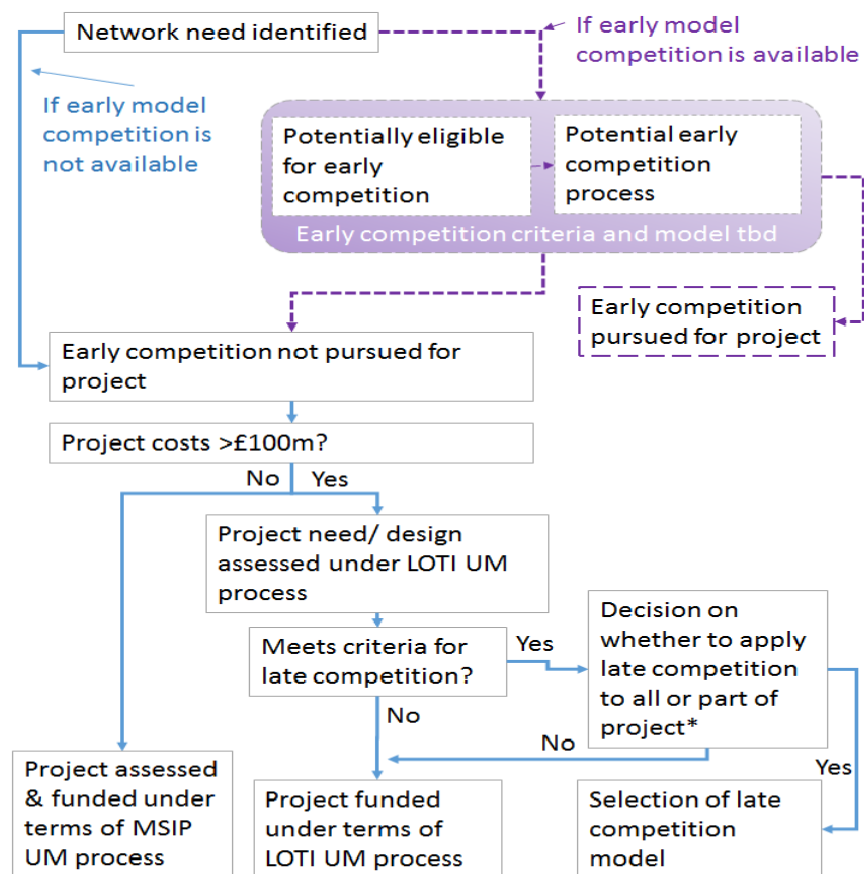 Network need identified
If early model
competition is available
If early model
competition is
not available
Potentially eligible
for early
competition
Potential early
competition
process
Early competition criteria and model tbd
Early competition
pursued for project
Early competition not pursued for
project
Project costs >£100m?
No
Yes
Project need/ design
assessed under LOTI UM
process
Meets criteria for
late competition?
Yes
Decision on
whether to apply
late competition
to all or part of
project*
No
No
Yes
Project assessed
& funded under
terms of MSIP
UM process
Project funded
under terms of
LOTI UM process
Selection of late
competition
model